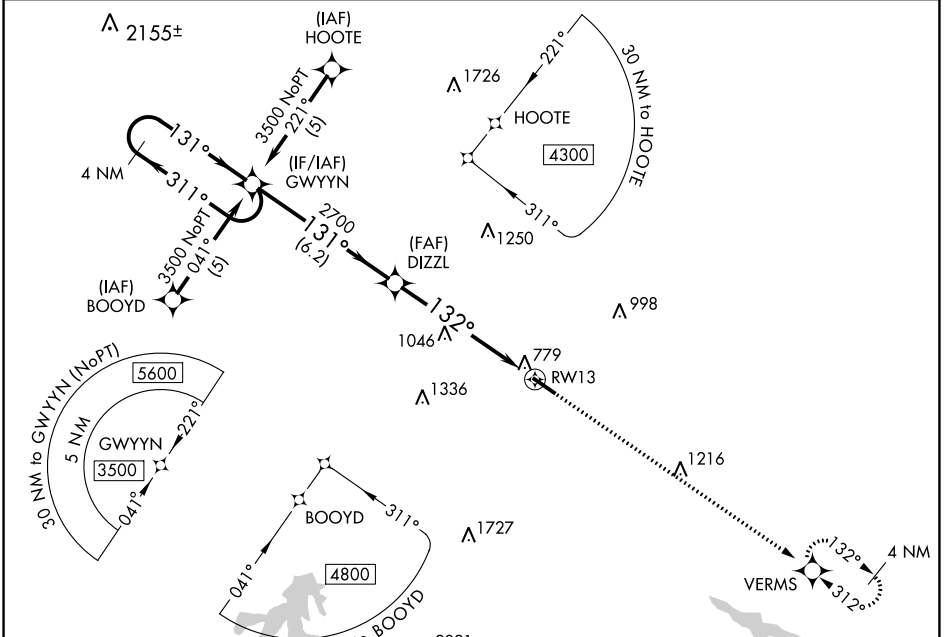 2155±
(IAF)
HOOTE
3500 NoPT
221°
(5)
131°
4 NM
311°
(IF/IAF)
GWYYN
3500 NoPT
041°
(5)
(IAF)
BOOYD
2700
131°
(6.2)
(FAF)
DIZZL
132°
1046
779
RW13
1726
221°
HOOTE
4300
30 NM to HOOTE
311°
1250
998
1336
30 NM to GWYYN (NoPT)
5600
5 NM
GWYYN
3500
221°
041°
BOOYD
311°
041°
4800
BOOYD
1727
1216
132°
4 NM
VERMS
312°